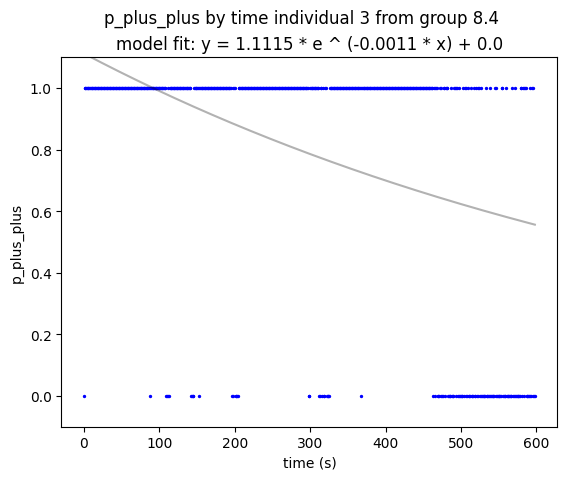 p_plus_plus by time individual 3 from group 8.4
model fit: y = 1.1115 * e ^ (-0.0011 * x) + 0.0
1.0
0.8
0.6
0.4
0.2
0.0
p_plus_plus
0 100 200 300 400 500 600
time (s)